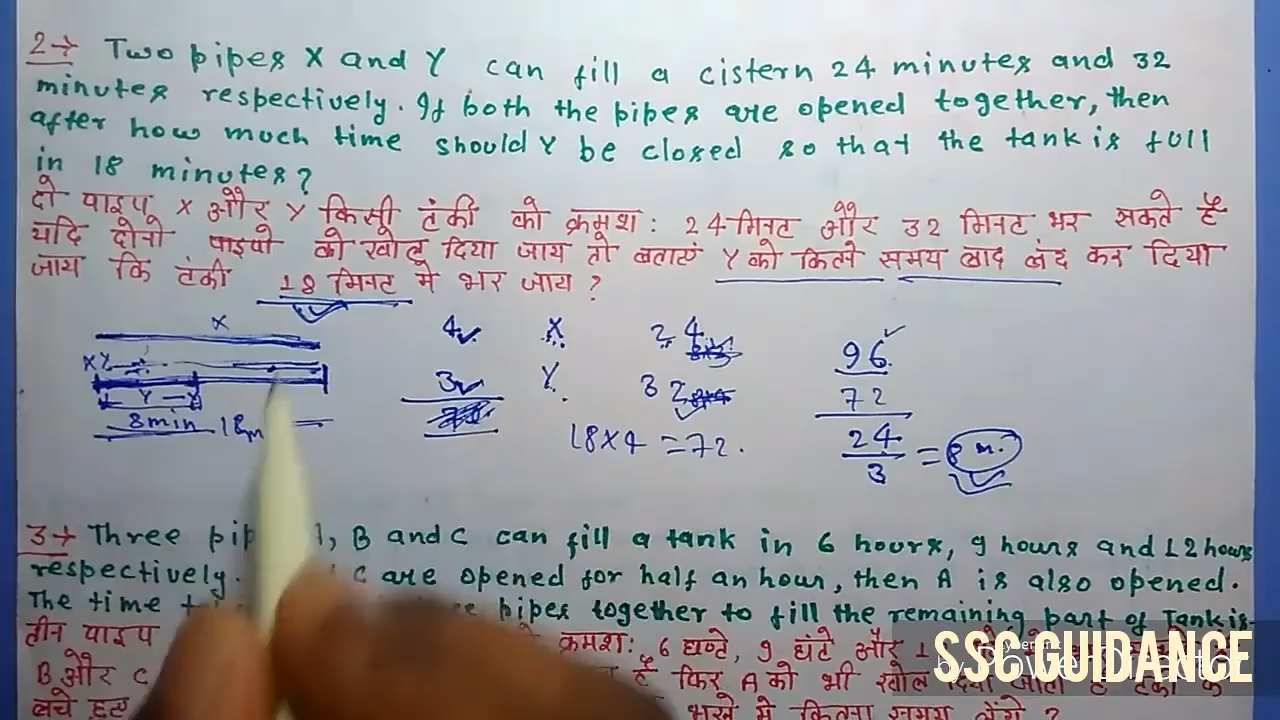 2→ Two pipes X and Y can fill a cistern 24 minutes and 32
minutes respectively. If both the pipes are opened together, then
after how much time should Y be closed so that the tank is full
in 18 minutes?
दो पाइप X और Y किसी टंकी को क्रमश: 24 मिनट और 32 मिनट भर सकते है
यदि दोनो पाइपो को खोल दिया जाय तो बताएं Y को कितने समय बाद बंद कर दिया
जाय कि टंकी 18 मिनट मे भर जाय ?
X
XY
Y
8min 18m
4 X 24
3 Y 32
18×4 = 72.
96
72
24
3
= 8 m.
3→ Three A, B and C can fill a tank in 6 hours, 9 hours and 12 hours
respectively. C are opened for half an hour, then A is also opened.
The time pipes together to fill the remaining part of Tank is
तीन पाइप क्रमश: 6 घण्टे, 9 घंटे और
B और C है फिर A को भी खोल दिया जाता है
भरने मे कितना समय लेंगे ?
SSC GUIDANCE
by